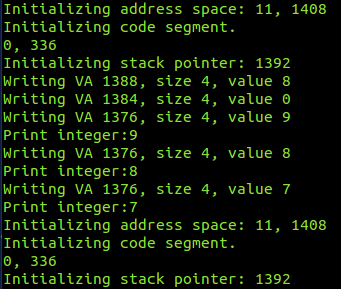 Initializing address space: 11, 1408
Initializing code segment.
0, 336
Initializing stack pointer: 1392
Writing VA 1388, size 4, value 8
Writing VA 1384, size 4, value 0
Writing VA 1376, size 4, value 9
Print integer:9
Writing VA 1376, size 4, value 8
Print integer:8
Writing VA 1376, size 4, value 7
Print integer:7
Initializing address space: 11, 1408
Initializing code segment.
0, 336
Initializing stack pointer: 1392